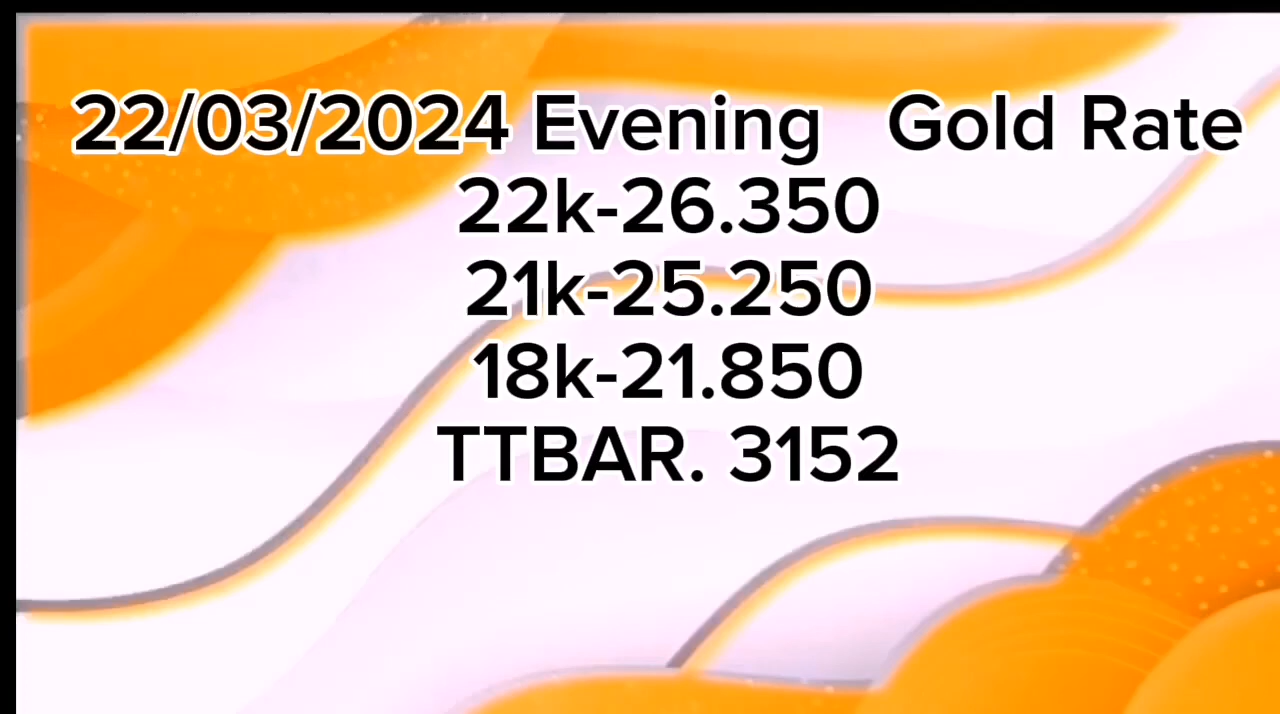 22/03/2024 Evening Gold Rate
22k-26.350
21k-25.250
18k-21.850
TTBAR. 3152